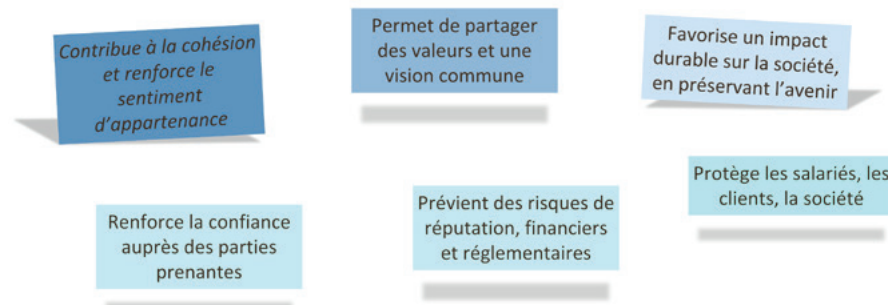 Contribue à la cohésion
et renforce le
sentiment
d’appartenance
Permet de partager
des valeurs et une
vision commune
Favorise un impact
durable sur la société,
en préservant l’avenir
Renforce la confiance
auprès des parties
prenantes
Prévient des risques de
réputation, financiers
et réglementaires
Protège les salariés, les
clients, la société